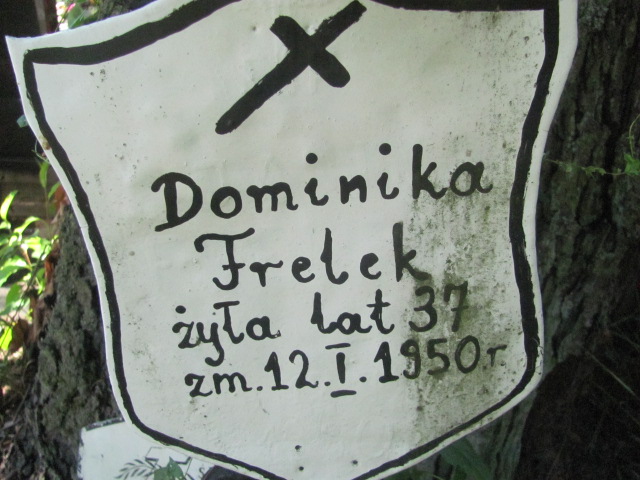 Dominika
Frelek
żyła lat 37
zm. 12. I. 1950.r